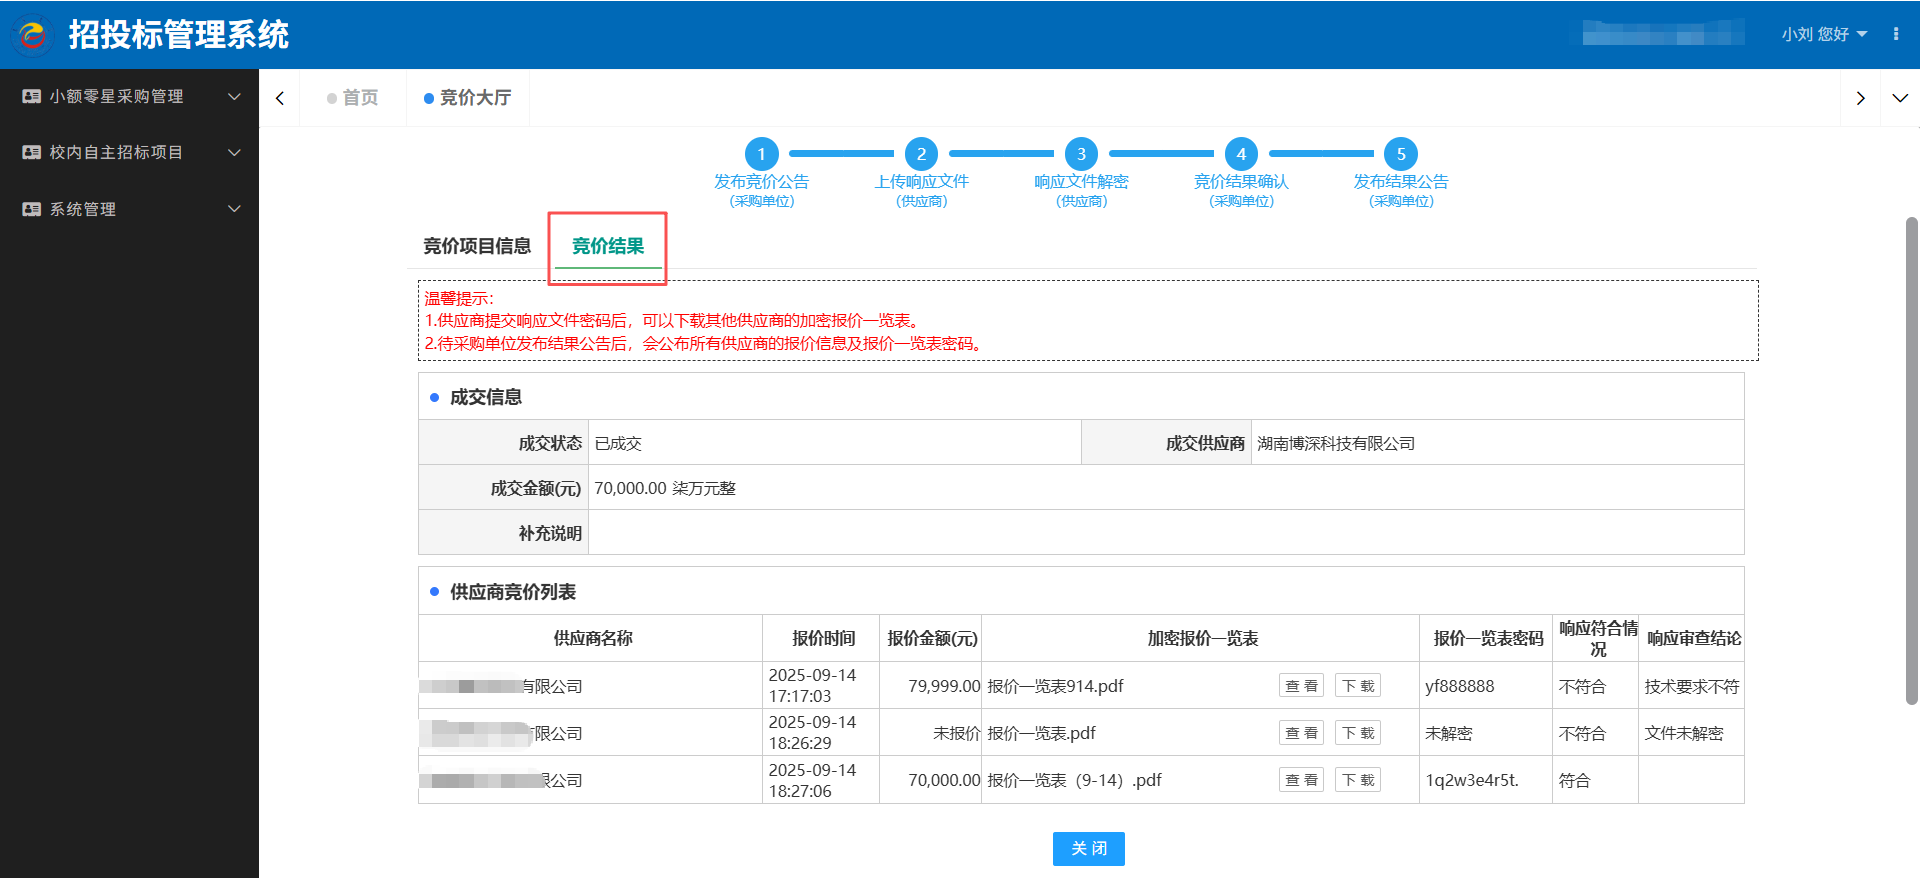 招投标管理系统
小刘 您好
小额零星采购管理
校内自主招标项目
系统管理
首页
竞价大厅
1 2 3 4 5
发布竞价公告 上传响应文件 响应文件解密 竞价结果确认 发布结果公告
(采购单位) (供应商) (供应商) (采购单位) (采购单位)
竞价项目信息 竞价结果
温馨提示：
1.供应商提交响应文件密码后，可以下载其他供应商的加密报价一览表。
2.待采购单位发布结果公告后，会公布所有供应商的报价信息及报价一览表密码。
成交信息
成交状态 已成交 成交供应商 湖南博深科技有限公司
成交金额(元) 70,000.00 柒万元整
补充说明
供应商竞价列表
供应商名称 报价时间 报价金额(元) 加密报价一览表 报价一览表密码 响应符合情况 响应审查结论
有限公司 2025-09-14 17:17:03 79,999.00 报价一览表914.pdf 查看 下载 yf888888 不符合 技术要求不符
限公司 2025-09-14 18:26:29 未报价 报价一览表.pdf 查看 下载 未解密 不符合 文件未解密
公司 2025-09-14 18:27:06 70,000.00 报价一览表（9-14）.pdf 查看 下载 1q2w3e4r5t. 符合
关闭